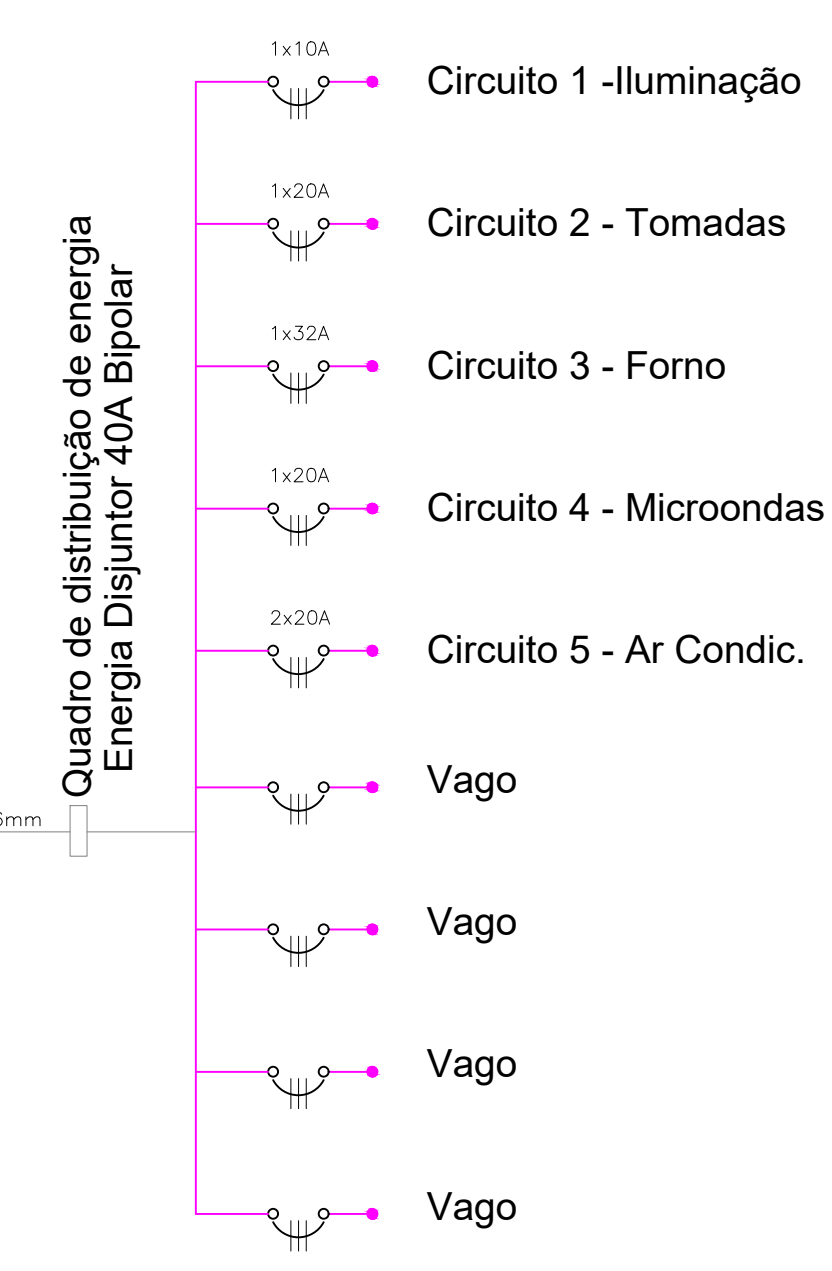 1x10A
Circuito 1 -Iluminação
1x20A
Circuito 2 - Tomadas
1x32A
Circuito 3 - Forno
1x20A
Circuito 4 - Microondas
2x20A
Circuito 5 - Ar Condic.
Quadro de distribuição de energia
Energia Disjuntor 40A Bipolar
Vago
6mm
Vago
Vago
Vago